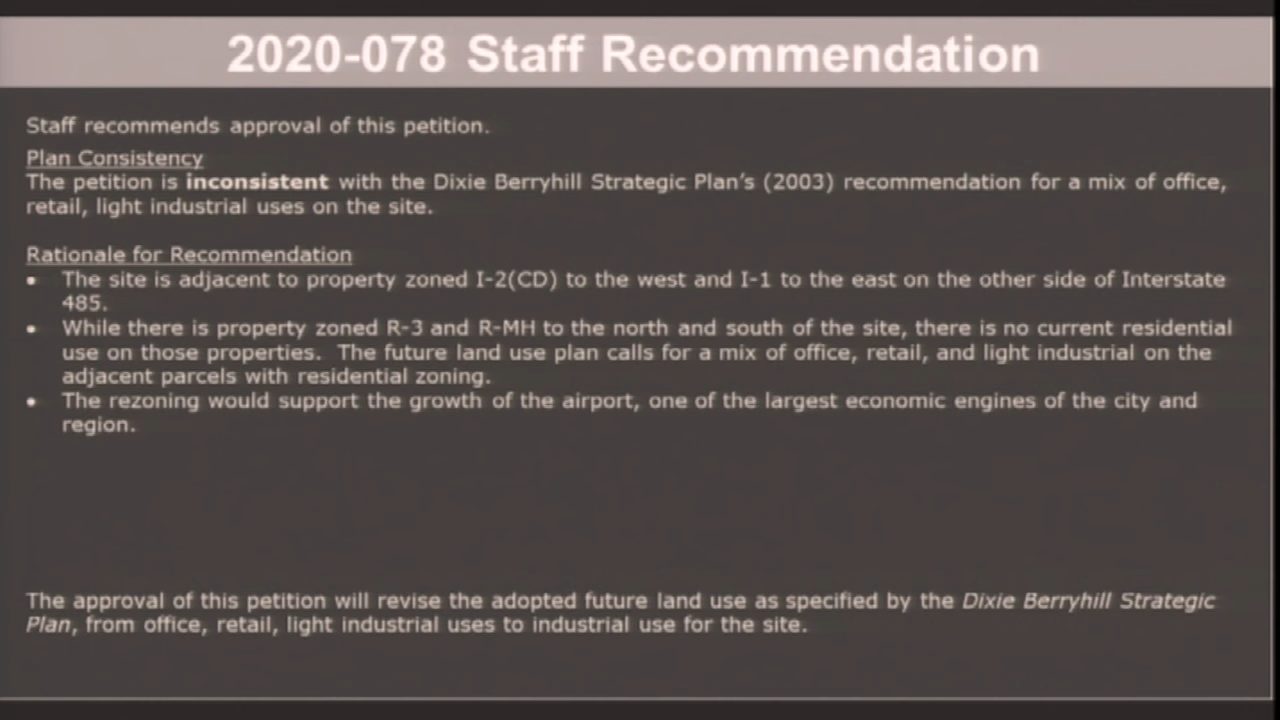 2020-078 Staff Recommendation
Staff recommends approval of this petition.
Plan Consistency
The petition is inconsistent with the Dixie Berryhill Strategic Plan’s (2003) recommendation for a mix of office,
retail, light industrial uses on the site.
Rationale for Recommendation
• The site is adjacent to property zoned I-2(CD) to the west and I-1 to the east on the other side of Interstate
485.
• While there is property zoned R-3 and R-MH to the north and south of the site, there is no current residential
use on those properties. The future land use plan calls for a mix of office, retail, and light industrial on the
adjacent parcels with residential zoning.
• The rezoning would support the growth of the airport, one of the largest economic engines of the city and
region.
The approval of this petition will revise the adopted future land use as specified by the Dixie Berryhill Strategic
Plan, from office, retail, light industrial uses to industrial use for the site.